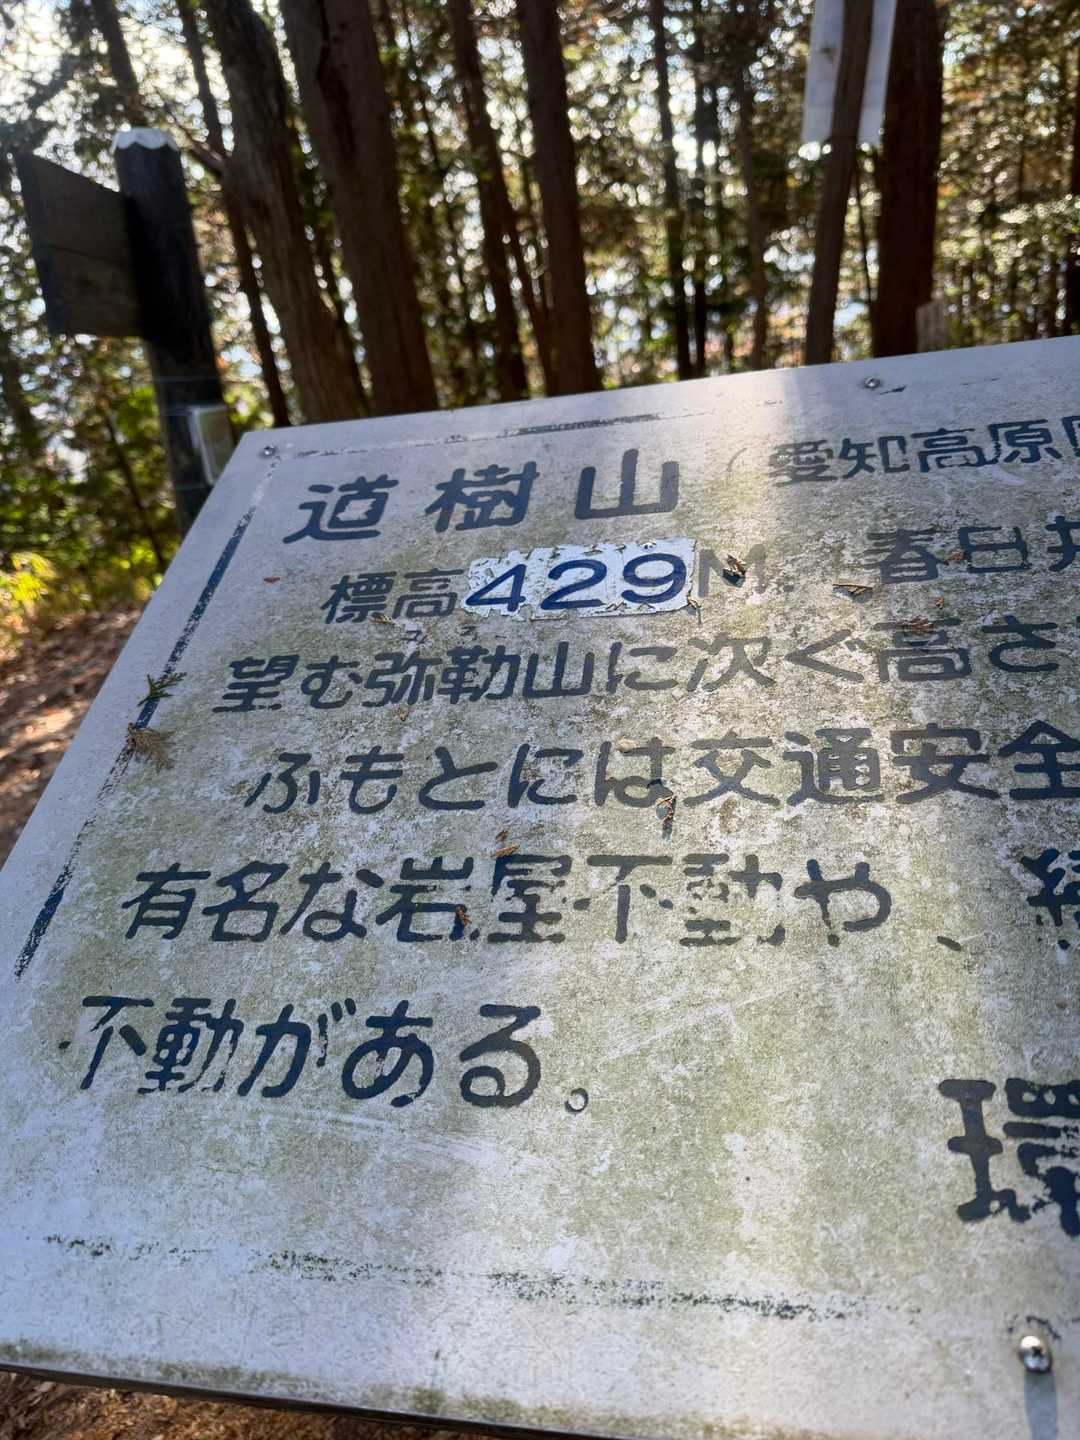 道樹山（愛知高原
標高429M、春日井
望む弥勒山に次ぐ高さ
ふもとには交通安全
有名な岩屋不動や、
不動がある。
環